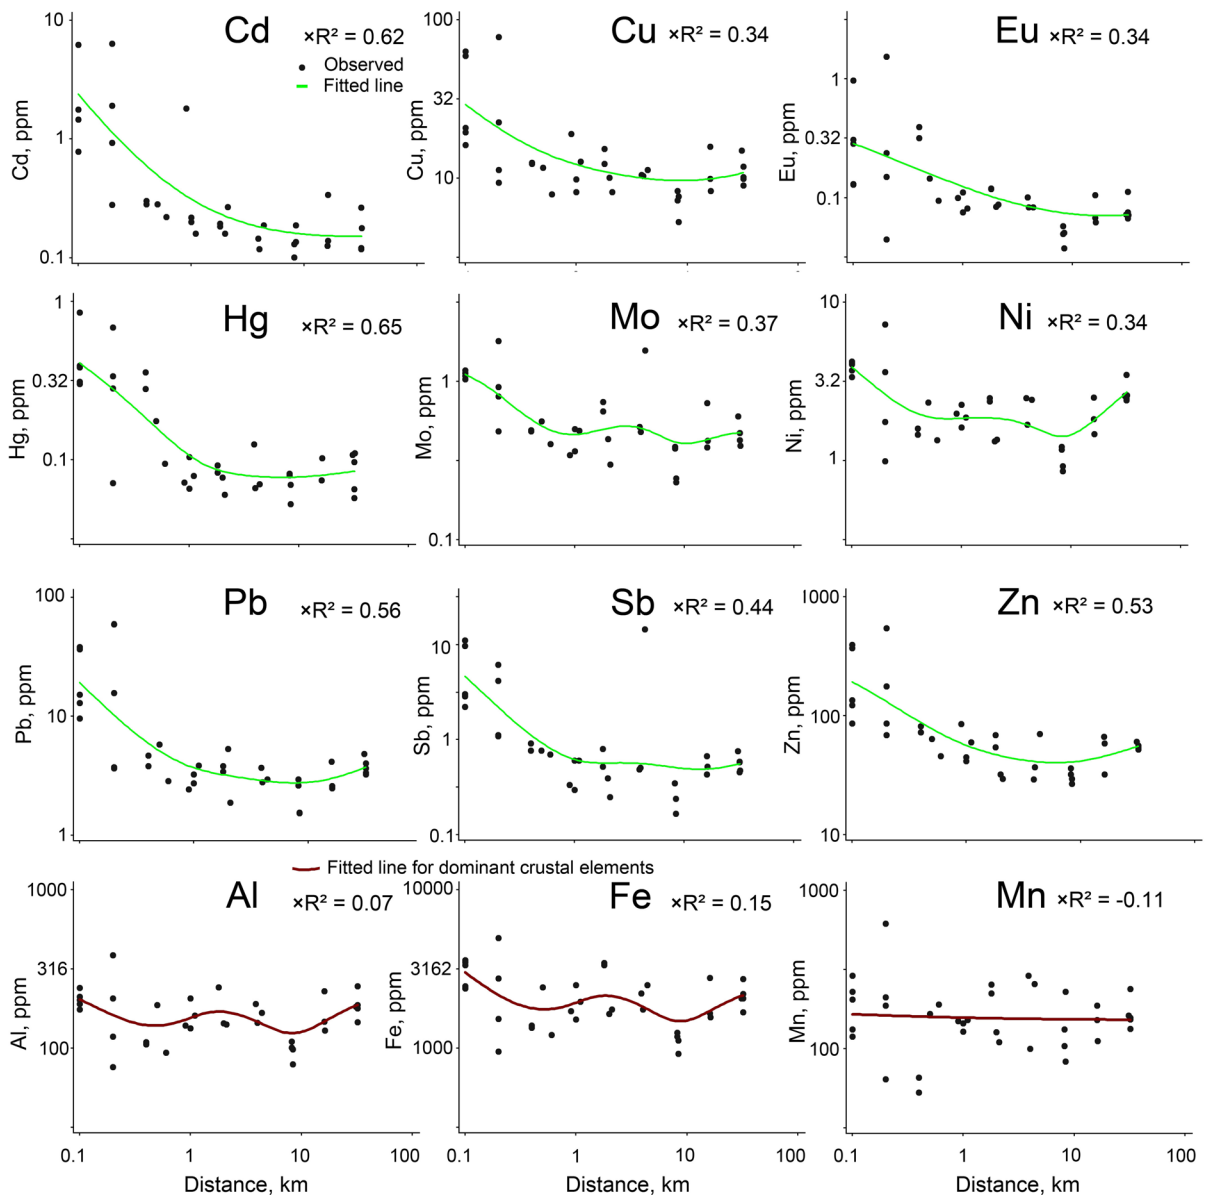 Cd ×R² = 0.62
Observed
Fitted line
Cd, ppm
10
1
0.1
Cu ×R² = 0.34
Cu, ppm
100
32
10
Eu ×R² = 0.34
Eu, ppm
1
0.32
0.1
Hg ×R² = 0.65
Hg, ppm
1
0.32
0.1
Mo ×R² = 0.37
Mo, ppm
1
0.1
Ni ×R² = 0.34
Ni, ppm
10
3.2
1
Pb ×R² = 0.56
Pb, ppm
100
10
1
Sb ×R² = 0.44
Sb, ppm
10
1
0.1
Zn ×R² = 0.53
Zn, ppm
1000
100
10
Fitted line for dominant crustal elements
Al ×R² = 0.07
Al, ppm
1000
316
100
0.1 1 10 100
Distance, km
Fe ×R² = 0.15
Fe, ppm
10000
3162
1000
0.1 1 10 100
Distance, km
Mn ×R² = -0.11
Mn, ppm
1000
100
0.1 1 10 100
Distance, km